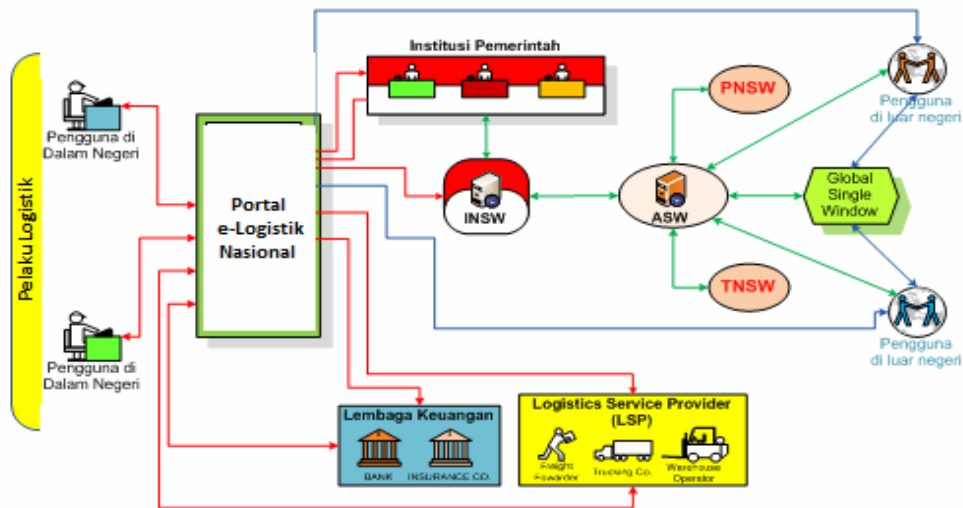 Pelaku Logistik
Pengguna di
Dalam Negeri
Pengguna di
Dalam Negeri
Portal
e-Logistik
Nasional
Institusi Pemerintah
INSW
PNSW
ASW
TNSW
Global
Single
Window
Pengguna
di luar negeri
Pengguna
di luar negeri
Lembaga Keuangan
BANK
INSURANCE CO.
Logistics Service Provider
(LSP)
Freight
Fowarder
Trucking Co.
Warehouse
Operator